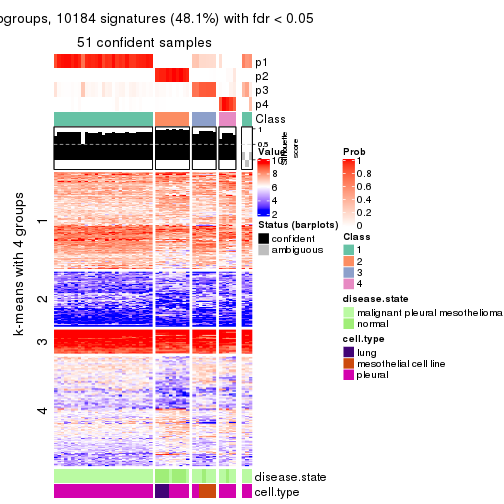 ogroups, 10184 signatures (48.1%) with fdr < 0.05
51 confident samples
p1
p2
p3
p4
Class
1
0.5
0
Silhouette
score
k-means with 4 groups
1
2
3
4
disease.state
cell.type
Value
10
8
6
4
2
Status (barplots)
confident
ambiguous
Prob
1
0.8
0.6
0.4
0.2
0
Class
1
2
3
4
disease.state
malignant pleural mesothelioma
normal
cell.type
lung
mesothelial cell line
pleural